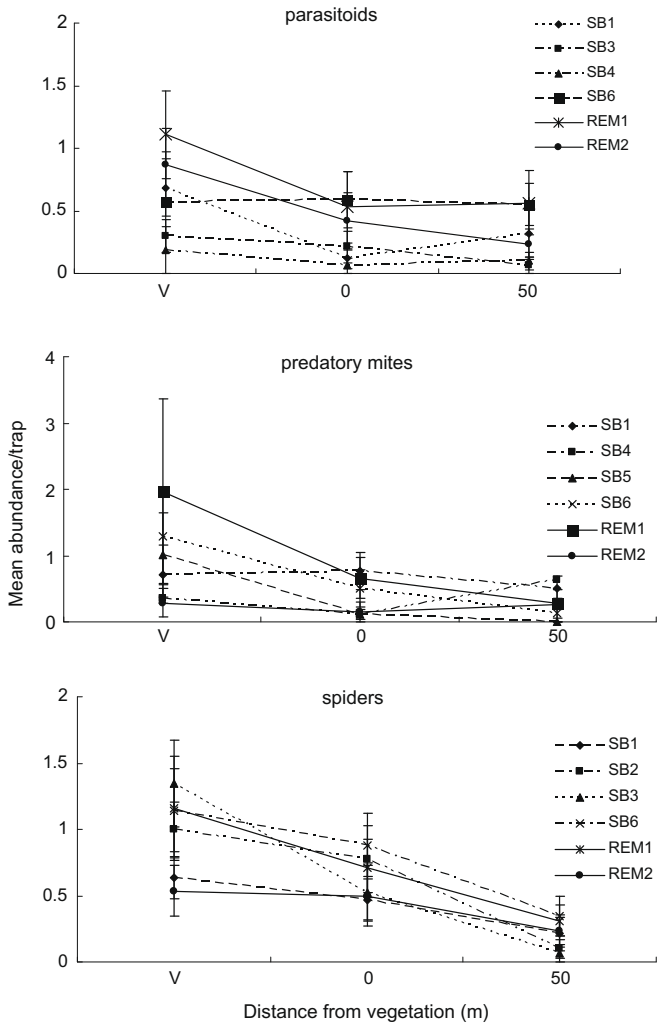 parasitoids
2
1.5
1
0.5
0
V
0
50
SB1
SB3
SB4
SB6
REM1
REM2
predatory mites
4
3
2
1
0
V
0
50
SB1
SB4
SB5
SB6
REM1
REM2
Mean abundance/trap
spiders
2
1.5
1
0.5
0
V
0
50
SB1
SB2
SB3
SB6
REM1
REM2
Distance from vegetation (m)